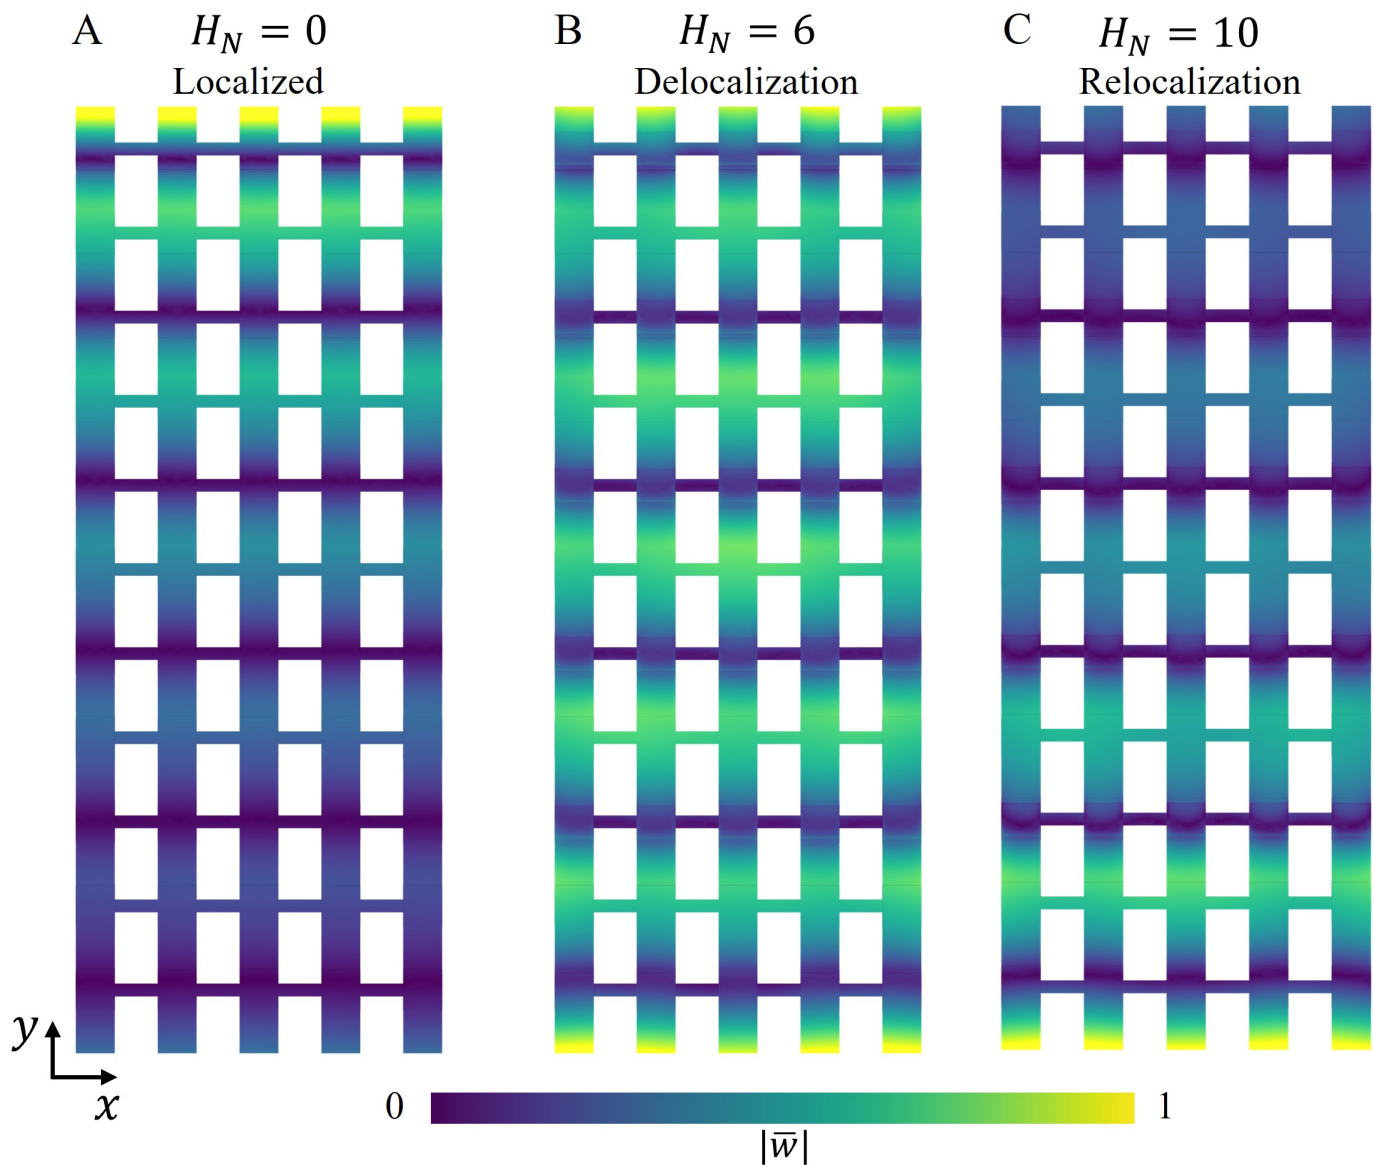 A H_N = 0
Localized
B H_N = 6
Delocalization
C H_N = 10
Relocalization
y
x
0 1
|w̅|